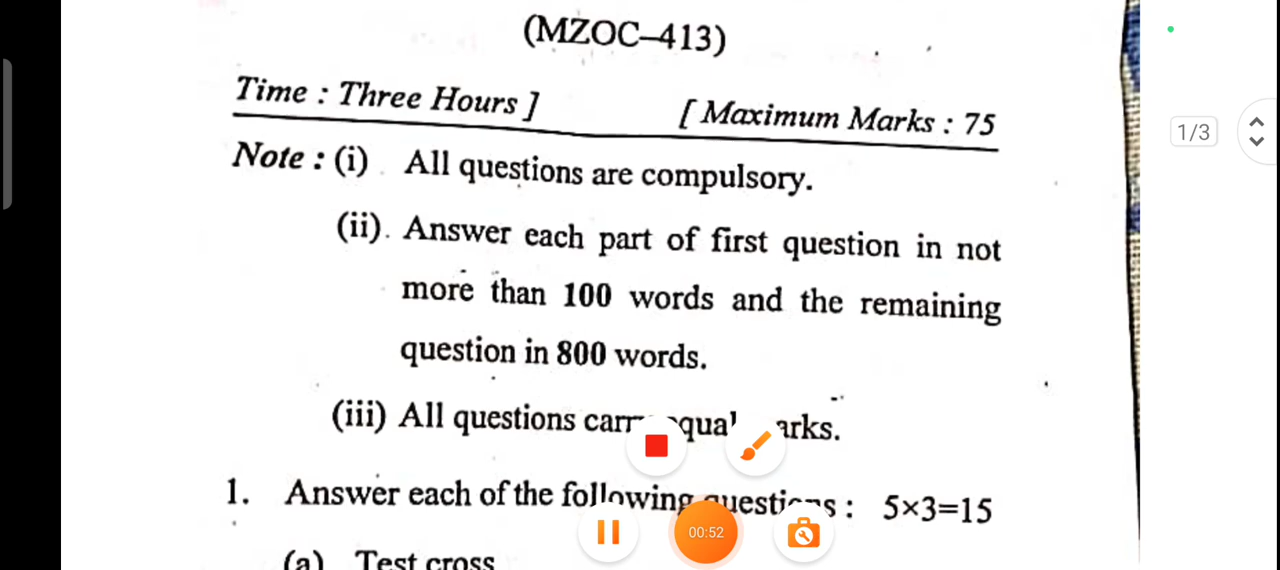 (MZOC–413)
Time : Three Hours ] [ Maximum Marks : 75
1/3
Note : (i) All questions are compulsory.
(ii). Answer each part of first question in not
more than 100 words and the remaining
question in 800 words.
(iii) All questions
1. Answer each of the following : 5×3=15
00:52
(a) Test cross